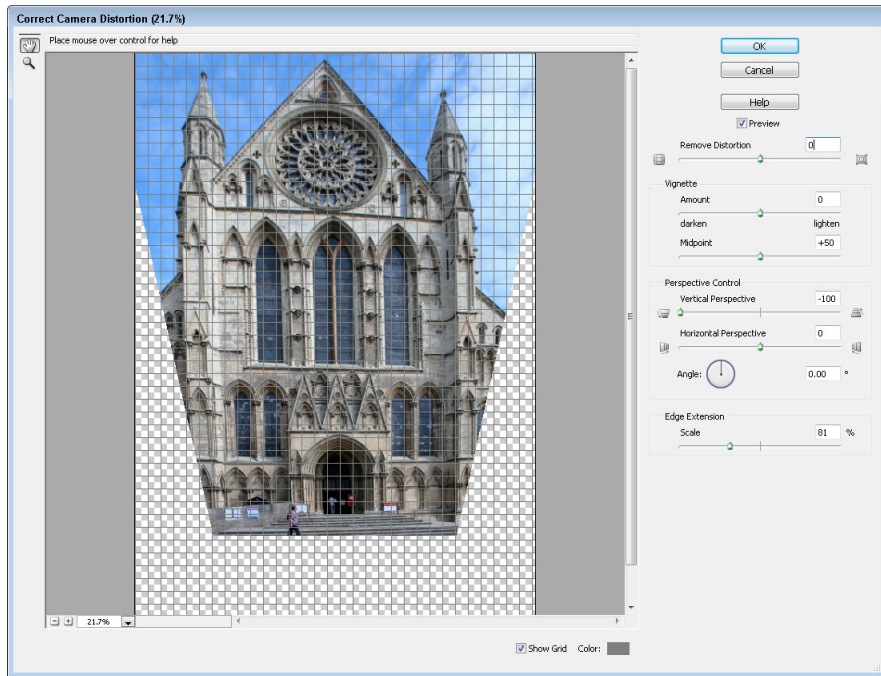 Correct Camera Distortion (21.7%)
Place mouse over control for help
OK
Cancel
Help
Preview
Remove Distortion 0
Vignette
Amount 0
darken lighten
Midpoint +50
Perspective Control
Vertical Perspective -100
Horizontal Perspective 0
Angle: 0.00 °
Edge Extension
Scale 81 %
21.7%
Show Grid Color: